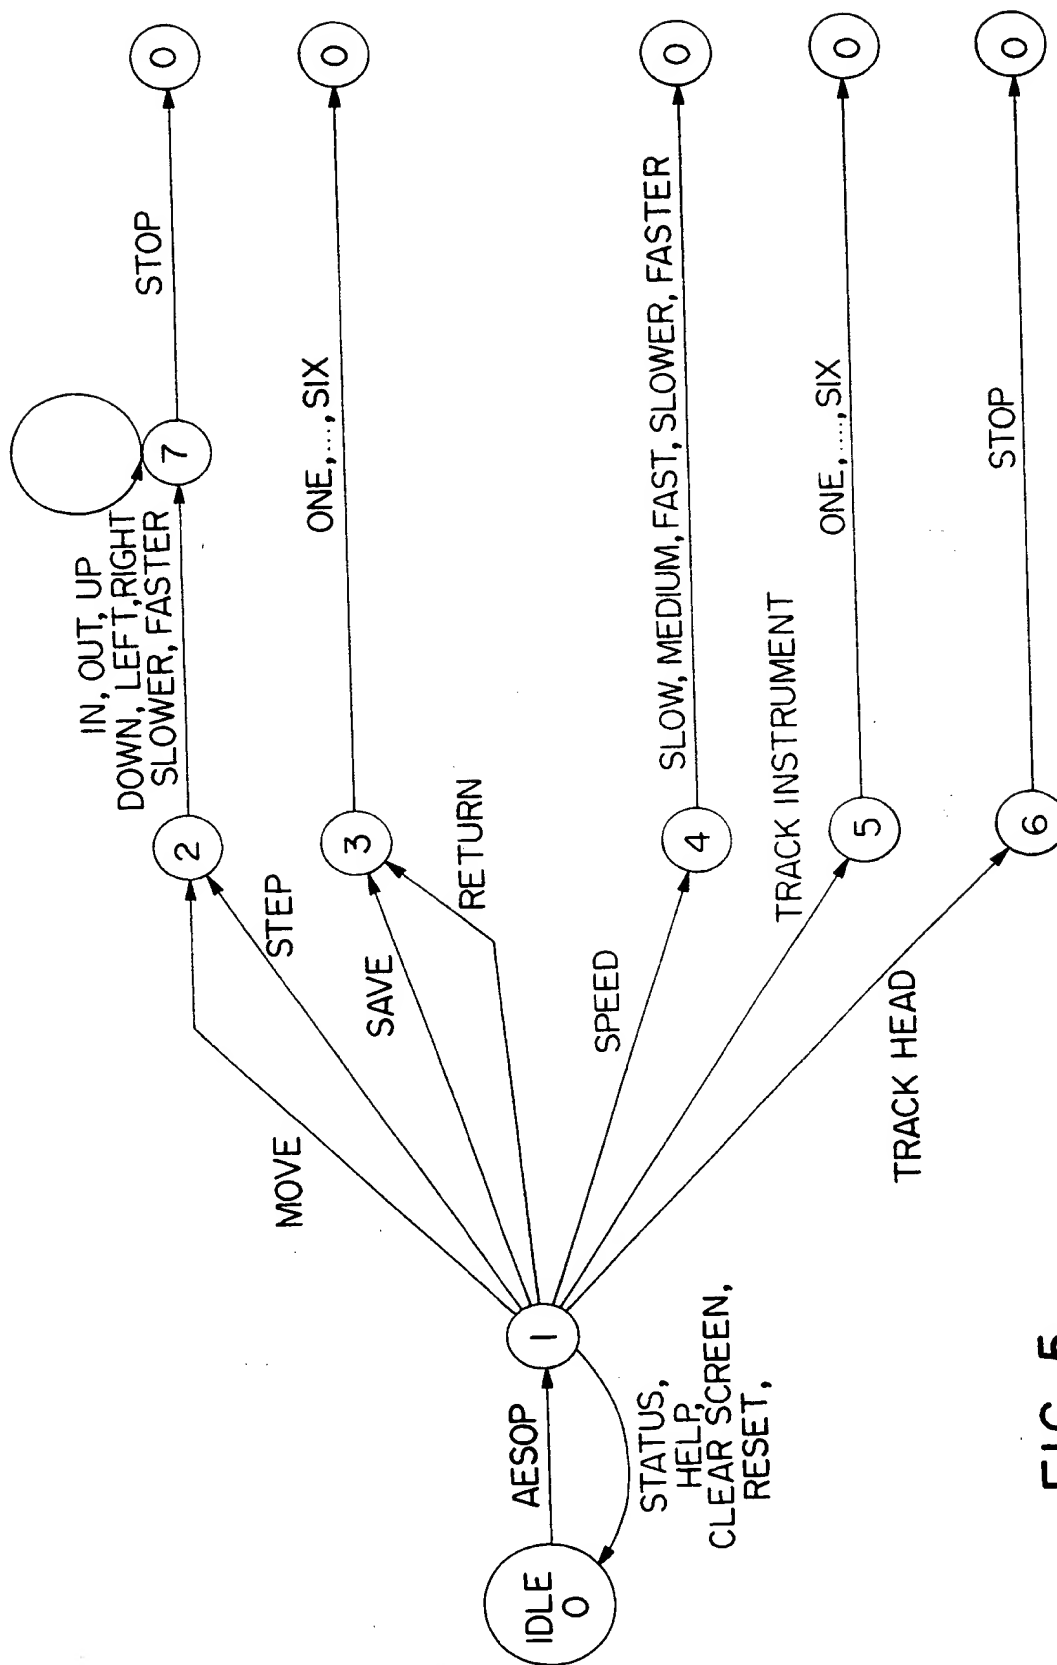 IDLE
0
AESOP
STATUS,
HELP,
CLEAR SCREEN,
RESET,
1
MOVE
STEP
SAVE
RETURN
SPEED
TRACK INSTRUMENT
TRACK HEAD
2
IN, OUT, UP
DOWN, LEFT, RIGHT
SLOWER, FASTER
7
STOP
0
3
ONE,...., SIX
0
4
SLOW, MEDIUM, FAST, SLOWER, FASTER
0
5
ONE,...., SIX
0
6
STOP
0
FIG. 5